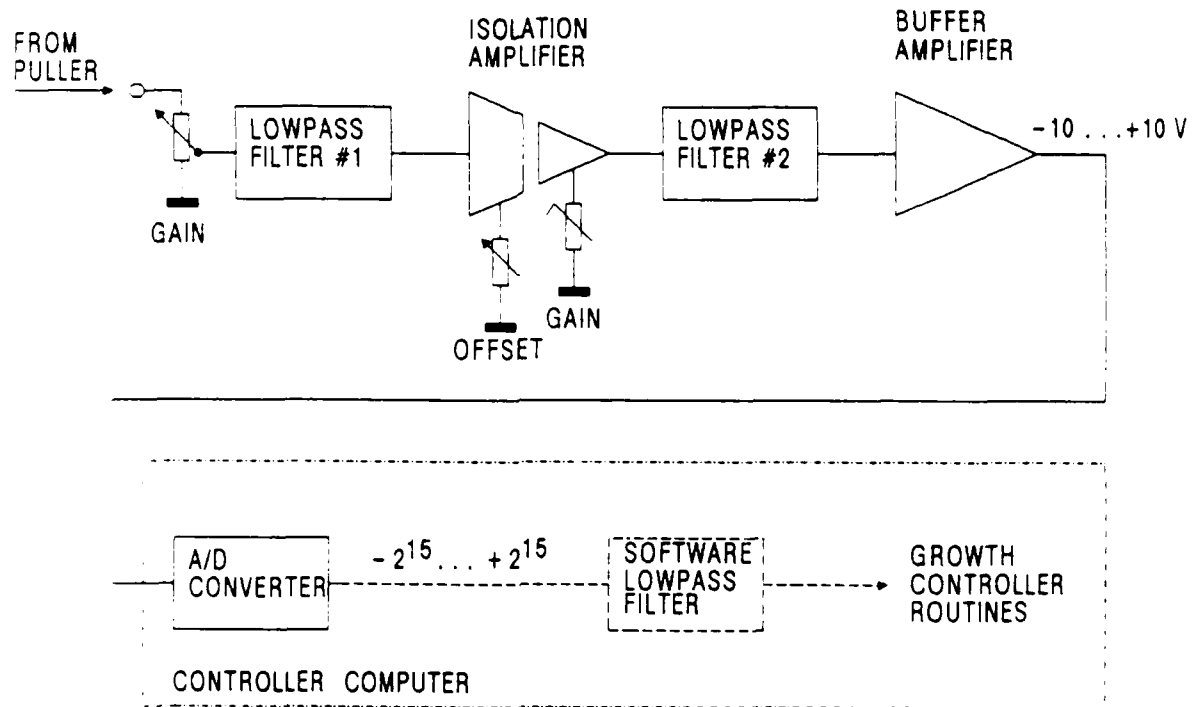 FROM
PULLER
GAIN
LOWPASS
FILTER #1
ISOLATION
AMPLIFIER
OFFSET
GAIN
LOWPASS
FILTER #2
BUFFER
AMPLIFIER
-10 ... +10 V
A/D
CONVERTER
- 2^15 ... + 2^15
SOFTWARE
LOWPASS
FILTER
GROWTH
CONTROLLER
ROUTINES
CONTROLLER COMPUTER